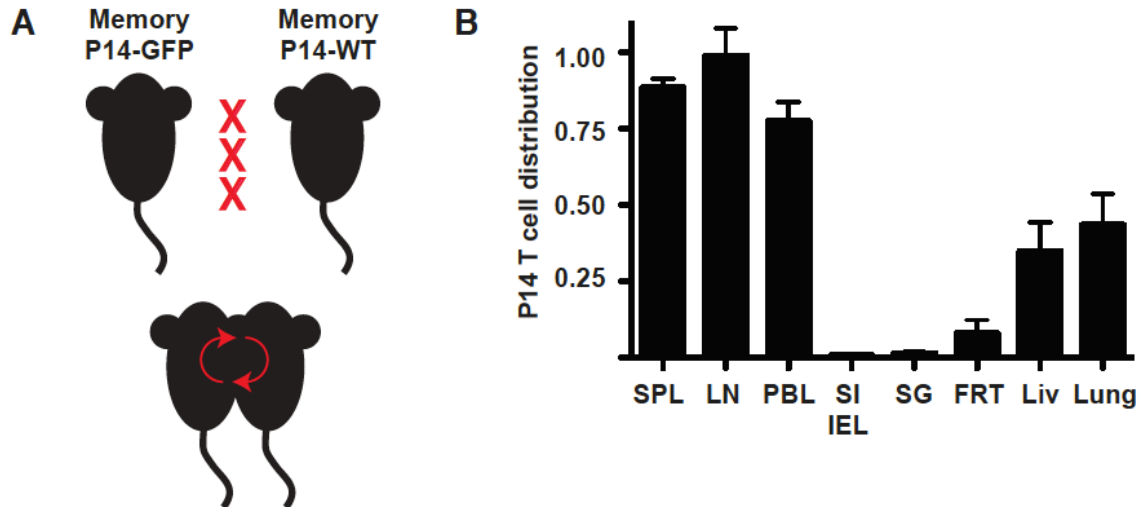 A
Memory
P14-GFP
Memory
P14-WT
X
X
X
B
P14 T cell distribution
1.00
0.75
0.50
0.25
SPL LN PBL SI IEL SG FRT Liv Lung